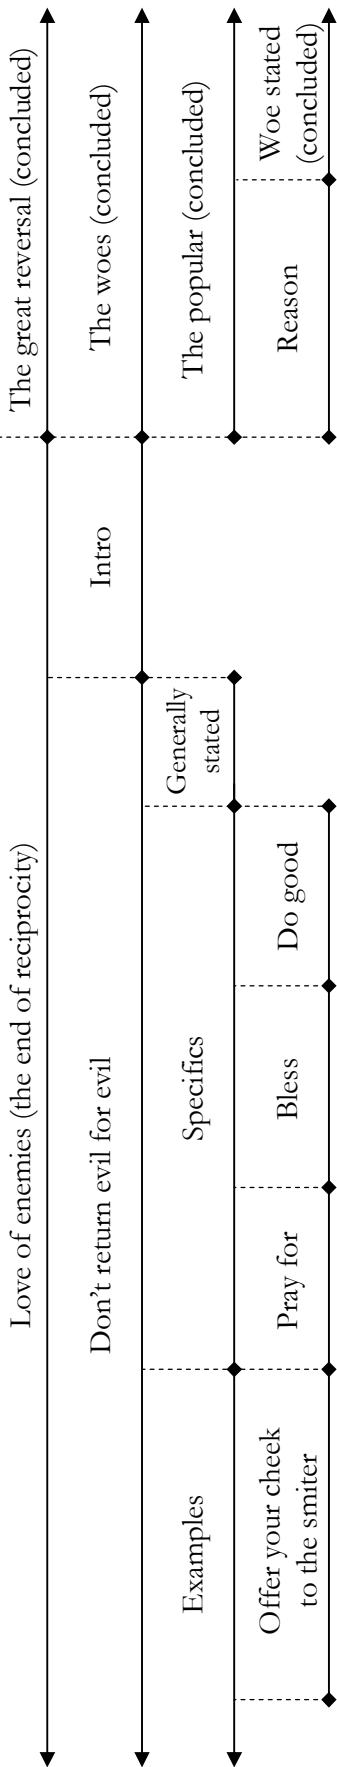 The great reversal (concluded)
The woes (concluded)
The popular (concluded)
Woe stated
(concluded)
Reason
Love of enemies (the end of reciprocity)
Intro
Don’t return evil for evil
Generally
stated
Specifics
Do good
Bless
Pray for
Examples
Offer your cheek
to the smiter